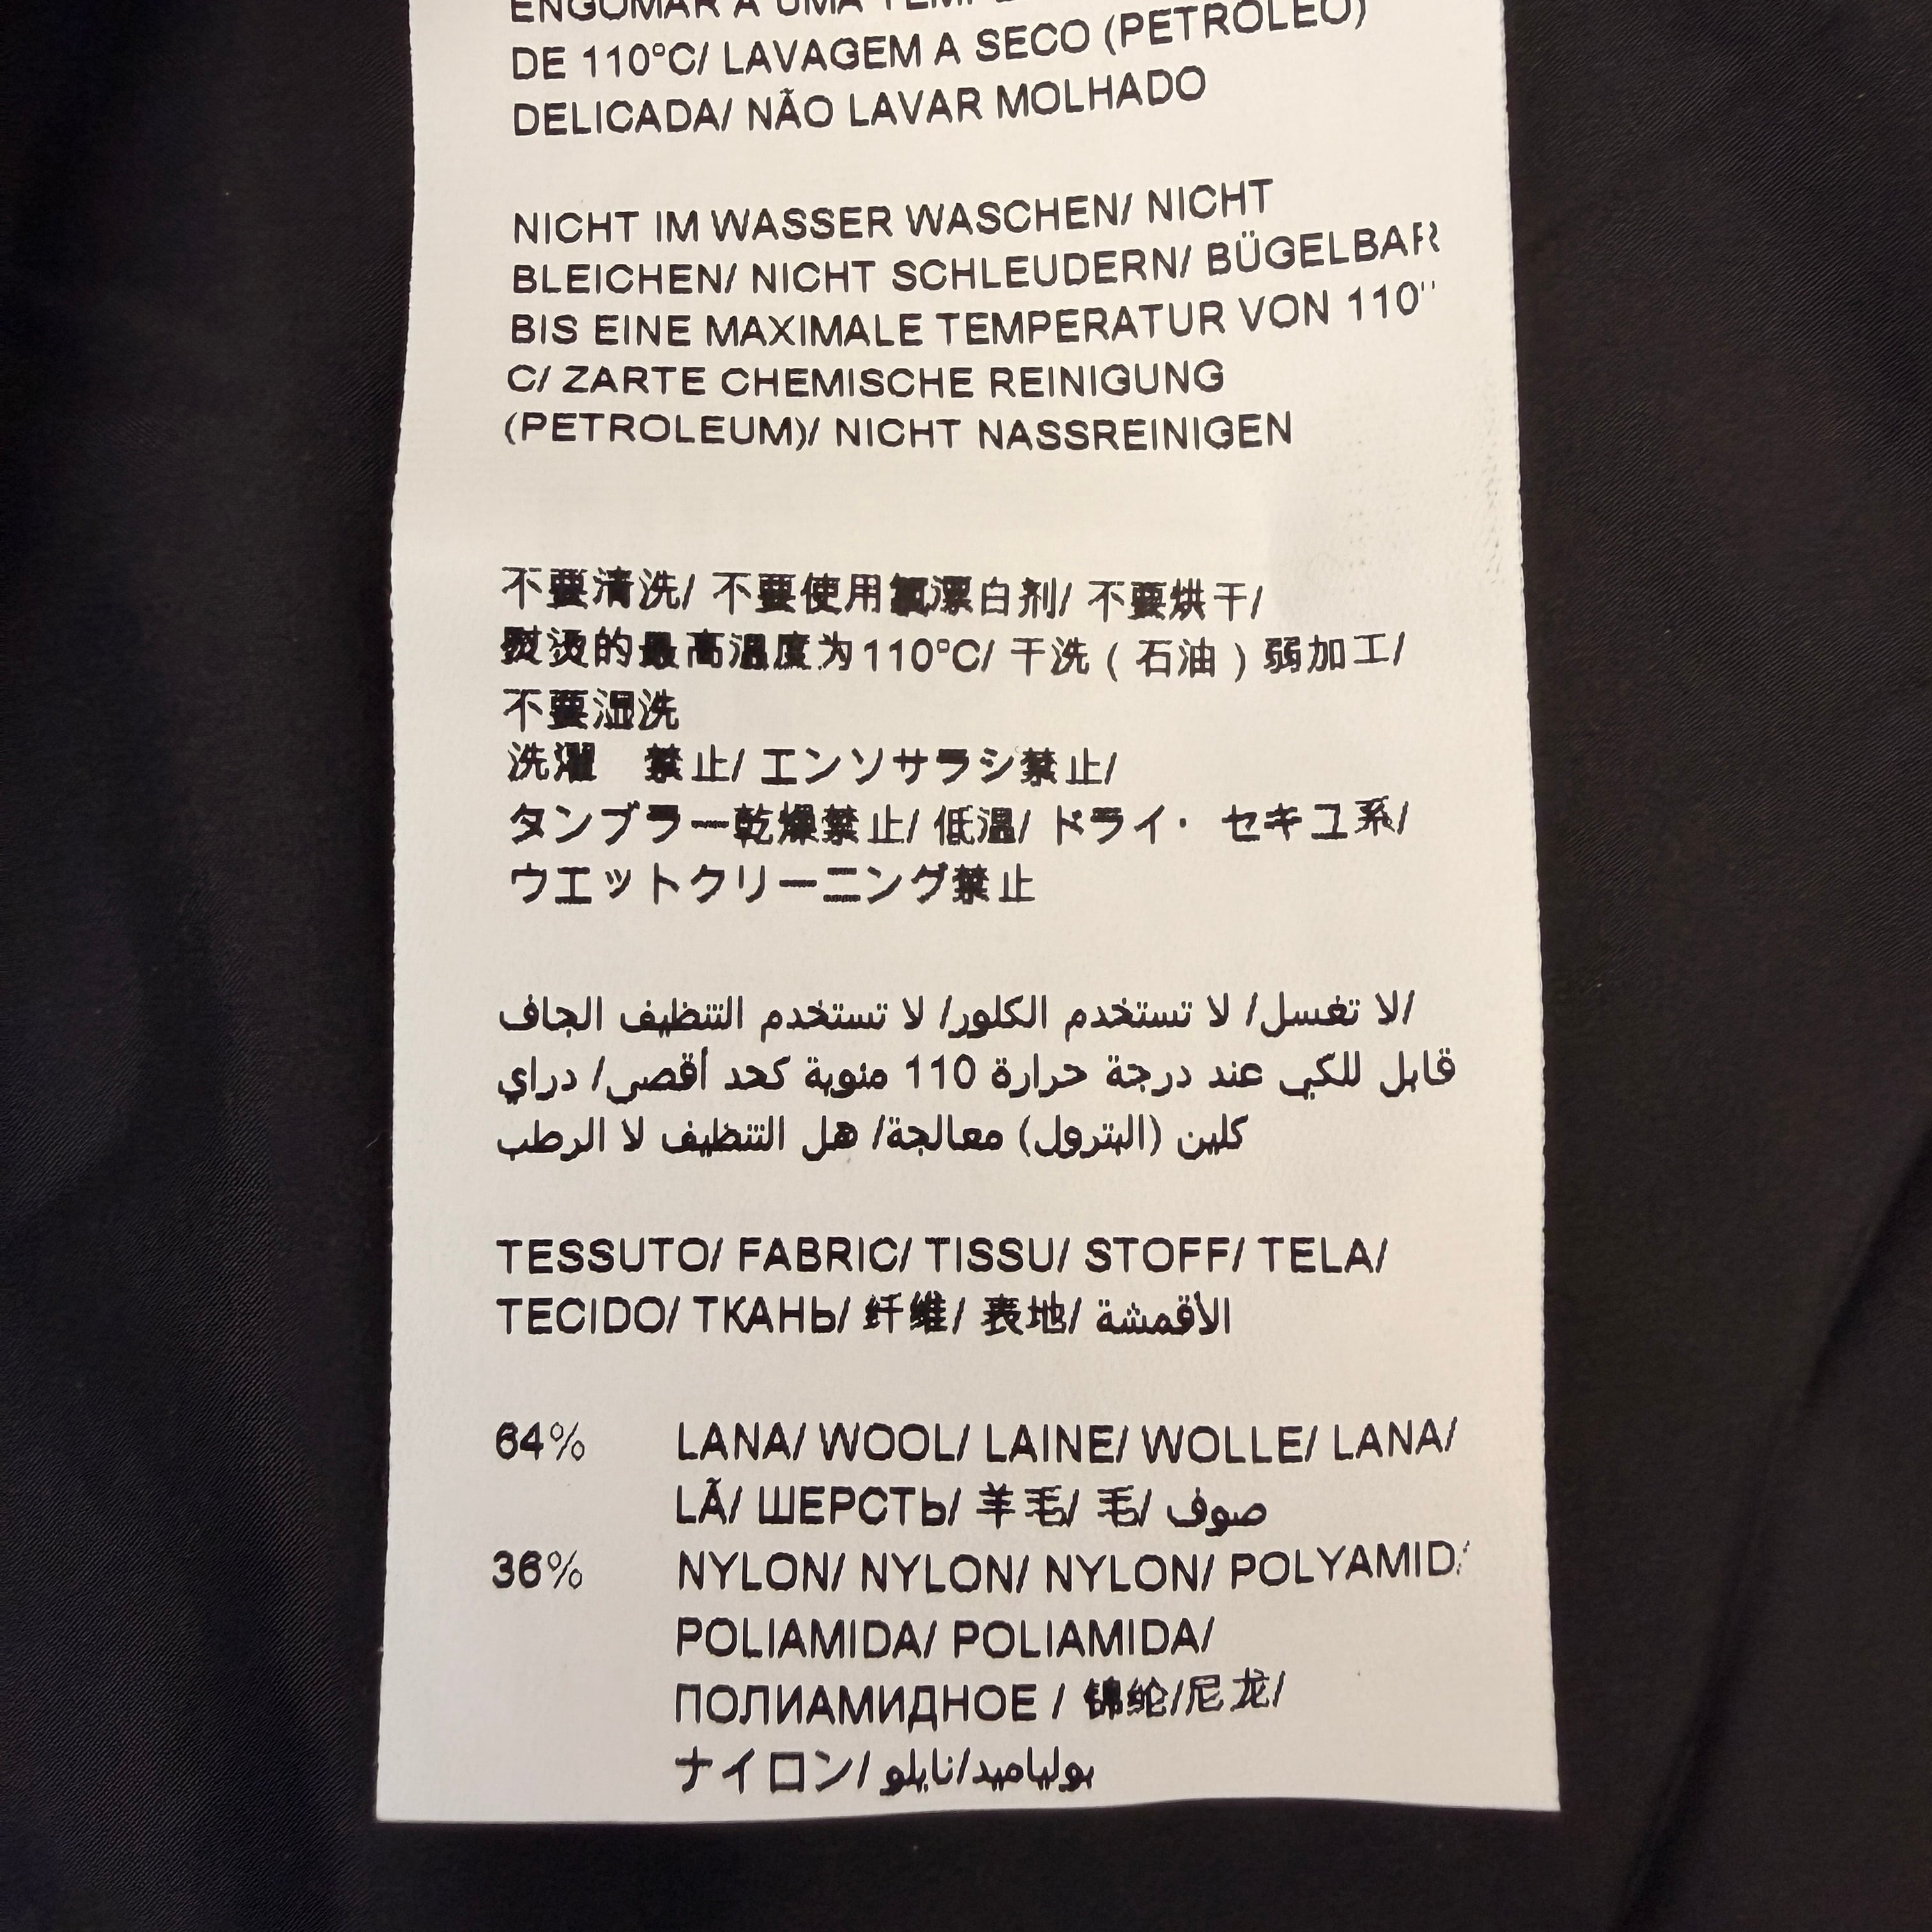 ENGOMAR A UMA
DE 110°C/ LAVAGEM A SECO (PETRÓLEO)
DELICADA/ NÃO LAVAR MOLHADO
NICHT IM WASSER WASCHEN/ NICHT
BLEICHEN/ NICHT SCHLEUDERN/ BÜGELBAR
BIS EINE MAXIMALE TEMPERATUR VON 110°
C/ ZARTE CHEMISCHE REINIGUNG
(PETROLEUM)/ NICHT NASSREINIGEN
不要清洗/ 不要使用氯漂白剂/ 不要烘干/
熨烫的最高温度为110°C/ 干洗 ( 石油 ) 弱加工/
不要湿洗
洗濯 禁止/ エンソサラシ禁止/
タンブラー乾燥禁止/ 低温/ ドライ· セキユ系/
ウエットクリーニング禁止
لا تغسل/ لا تستخدم الكلور/ لا تستخدم التنظيف الجاف/
قابل للكي عند درجة حرارة 110 مئوية كحد أقصى/ دراي
كلين (البترول) معالجة/ هل التنظيف لا الرطب
TESSUTO/ FABRIC/ TISSU/ STOFF/ TELA/
TECIDO/ ТКАНЬ/ 纤维/ 表地/ الأقمشة
64% LANA/ WOOL/ LAINE/ WOLLE/ LANA/
LÃ/ ШЕРСТЬ/ 羊毛/ 毛/ صوف
36% NYLON/ NYLON/ NYLON/ POLYAMID/
POLIAMIDA/ POLIAMIDA/
ПОЛИАМИДНОЕ / 锦纶/尼龙/
ナイロン/ بولياميد/نايلو